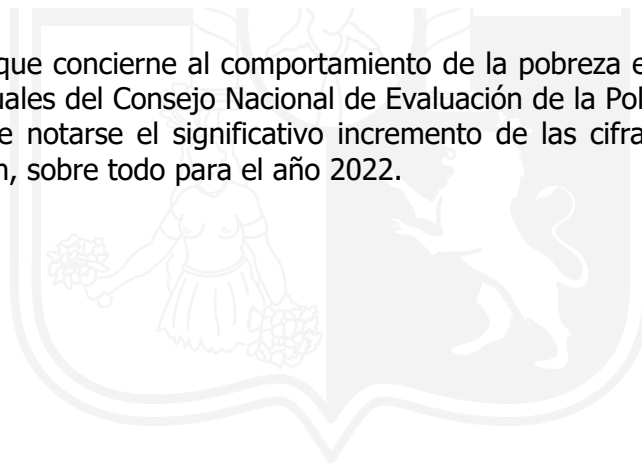 que concierne al comportamiento de la pobreza e
uales del Consejo Nacional de Evaluación de la Pol
e notarse el significativo incremento de las cifra
n, sobre todo para el año 2022.